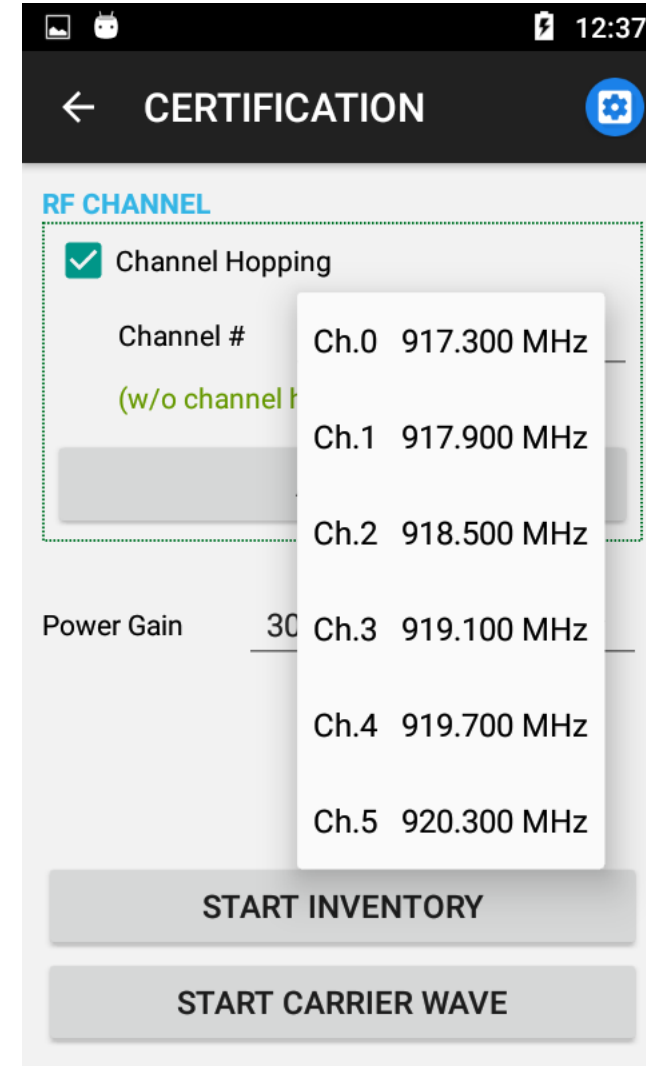 12:37
CERTIFICATION
RF CHANNEL
Channel Hopping
Channel #
(w/o channel
Ch.0 917.300 MHz
Ch.1 917.900 MHz
Ch.2 918.500 MHz
Power Gain 30
Ch.3 919.100 MHz
Ch.4 919.700 MHz
Ch.5 920.300 MHz
START INVENTORY
START CARRIER WAVE